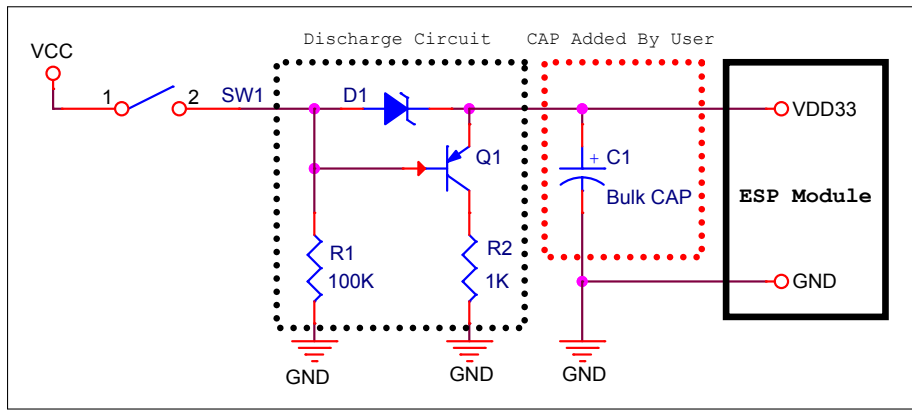 Discharge Circuit
CAP Added By User
VCC
1
2
SW1
D1
VDD33
Q1
+
C1
Bulk CAP
ESP Module
R1
100K
R2
1K
GND
GND
GND
GND